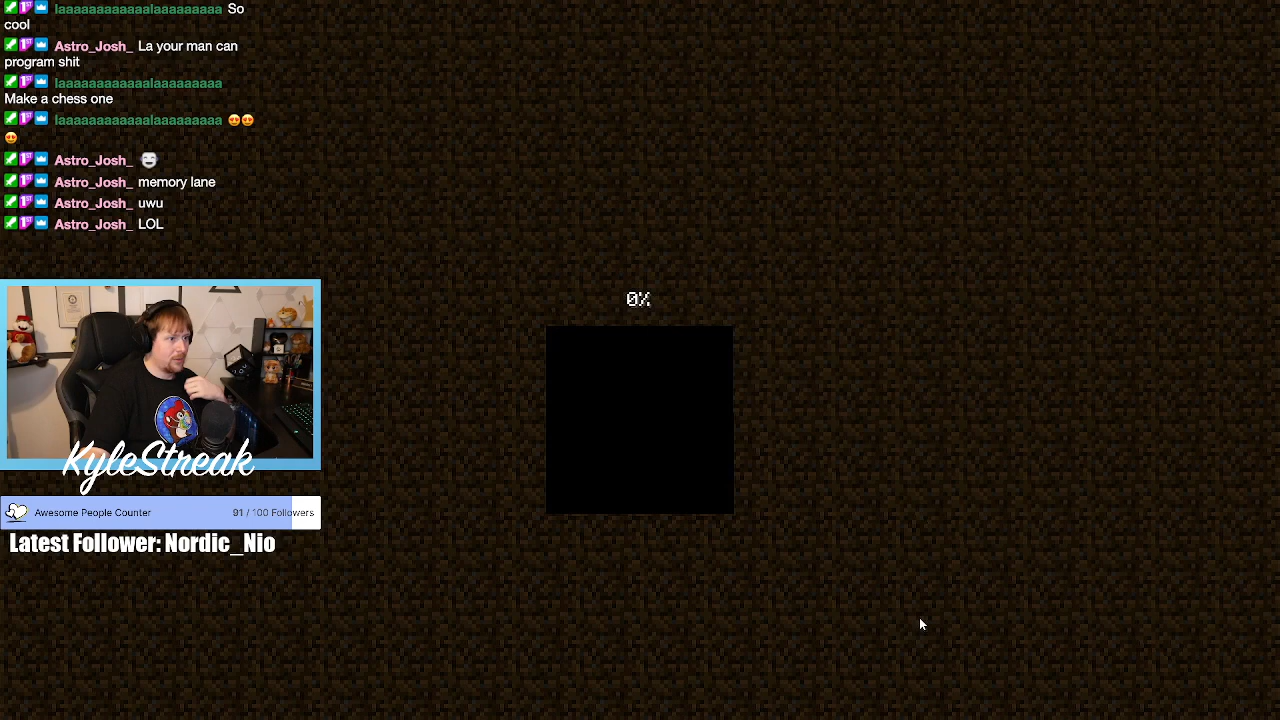 laaaaaaaaaaaalaaaaaaaaa So
cool
Astro_Josh_ La your man can
program shit
laaaaaaaaaaaalaaaaaaaaa
Make a chess one
laaaaaaaaaaaalaaaaaaaaa 😍😍
😍
Astro_Josh_
Astro_Josh_ memory lane
Astro_Josh_ uwu
Astro_Josh_ LOL
0%
KyleStreak
Awesome People Counter 91 / 100 Followers
Latest Follower: Nordic_Nio